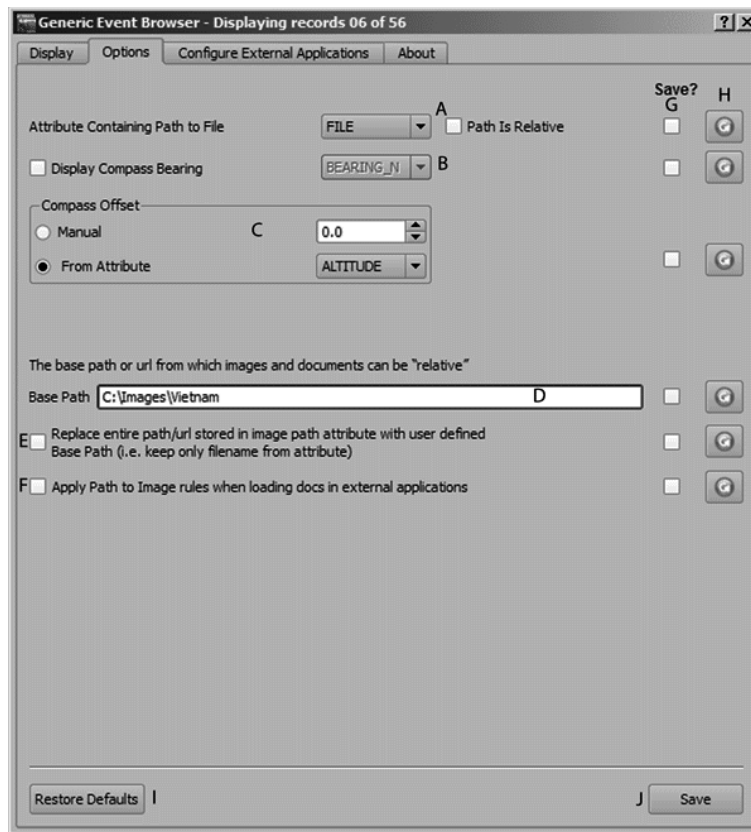 Generic Event Browser - Displaying records 06 of 56
Display Options Configure External Applications About
Save? H
A G
Attribute Containing Path to File FILE Path Is Relative
Display Compass Bearing BEARING_N B
Compass Offset
Manual C 0.0
From Attribute ALTITUDE
The base path or url from which images and documents can be "relative"
Base Path C:\Images\Vietnam D
E Replace entire path/url stored in image path attribute with user defined
Base Path (i.e. keep only filename from attribute)
F Apply Path to Image rules when loading docs in external applications
Restore Defaults I J Save